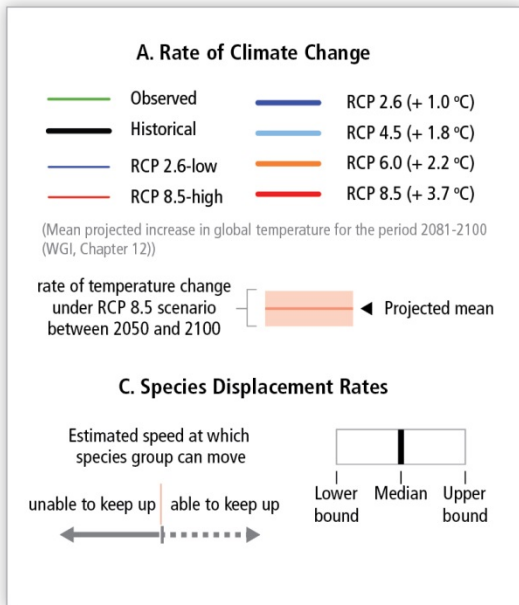 A. Rate of Climate Change
Observed
Historical
RCP 2.6-low
RCP 8.5-high
RCP 2.6 (+ 1.0 ºC)
RCP 4.5 (+ 1.8 ºC)
RCP 6.0 (+ 2.2 ºC)
RCP 8.5 (+ 3.7 ºC)
(Mean projected increase in global temperature for the period 2081-2100
(WGI, Chapter 12))
rate of temperature change
under RCP 8.5 scenario
between 2050 and 2100
Projected mean
C. Species Displacement Rates
Estimated speed at which
species group can move
unable to keep up
able to keep up
Lower
bound
Median
Upper
bound